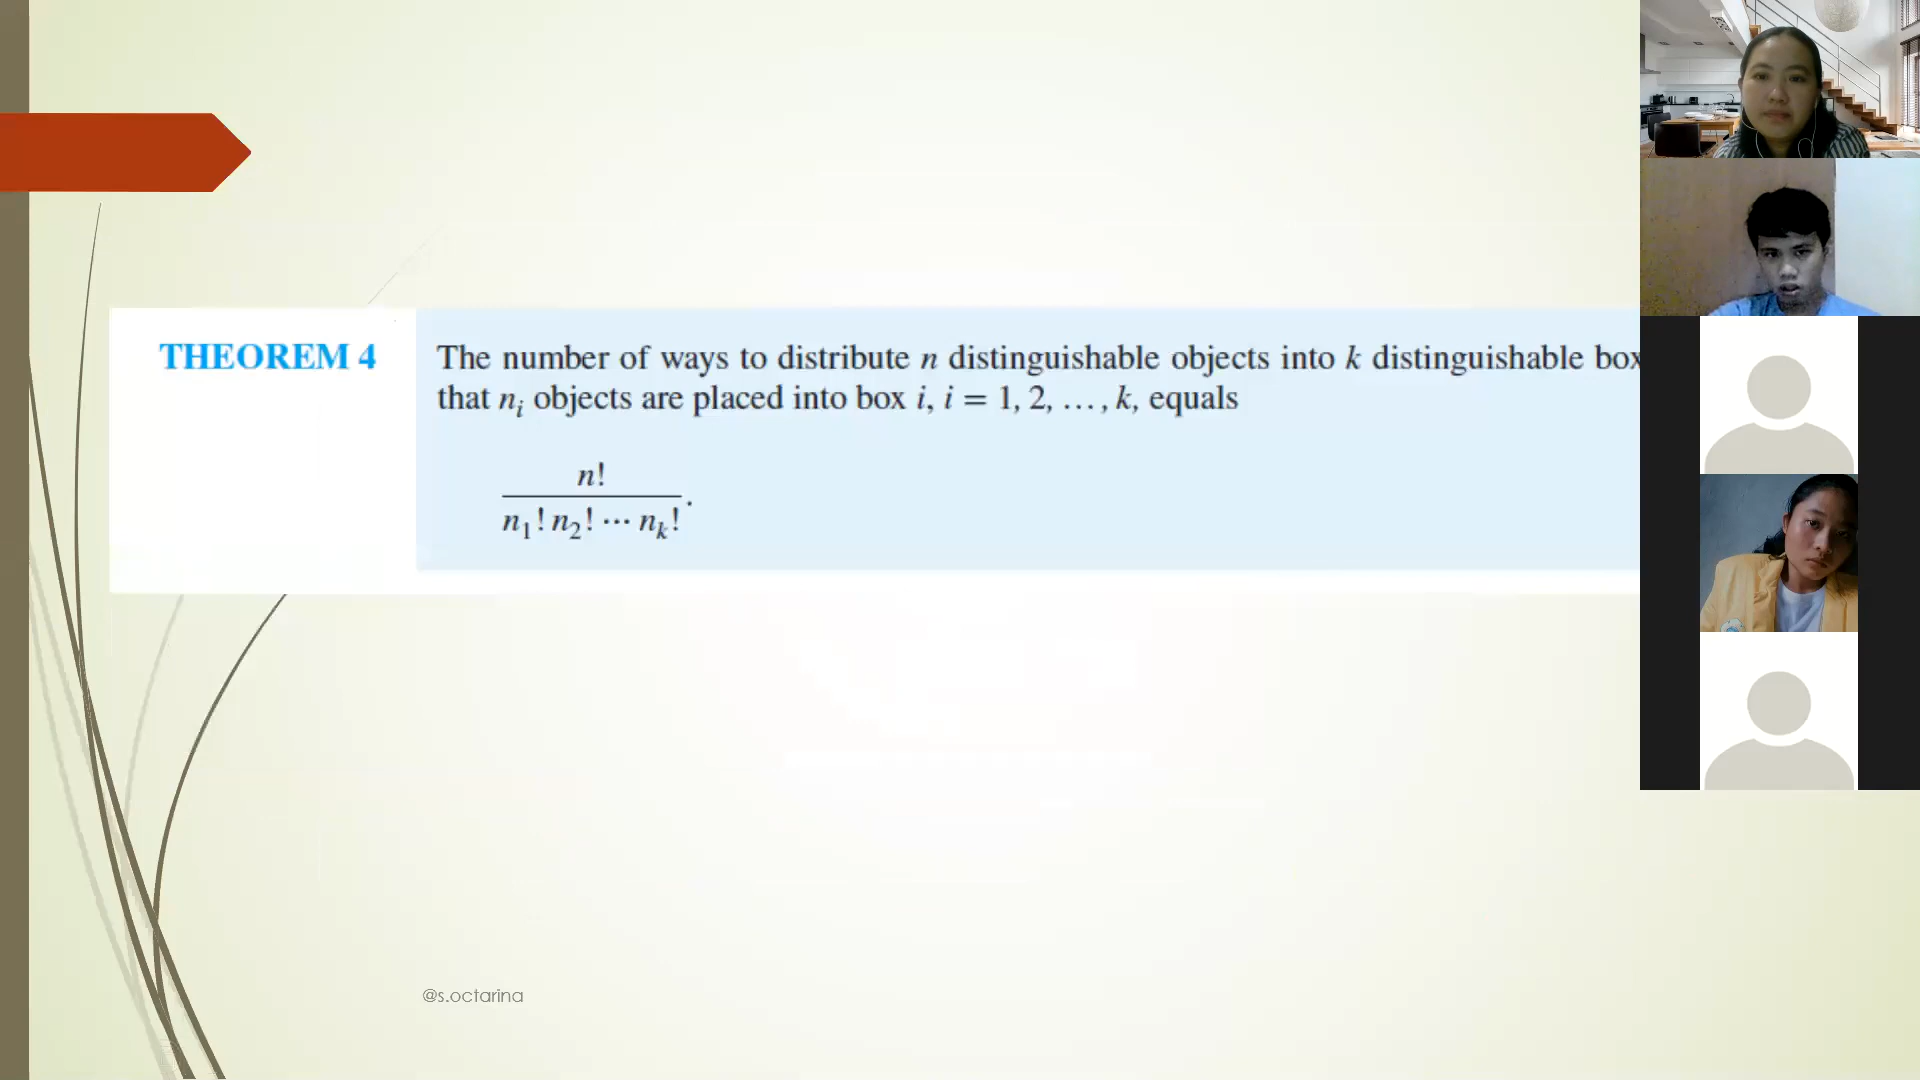 THEOREM 4
The number of ways to distribute n distinguishable objects into k distinguishable box
that nᵢ objects are placed into box i, i = 1, 2, …, k, equals
n!
n₁! n₂! ⋯ nₖ! .
@s.octarina